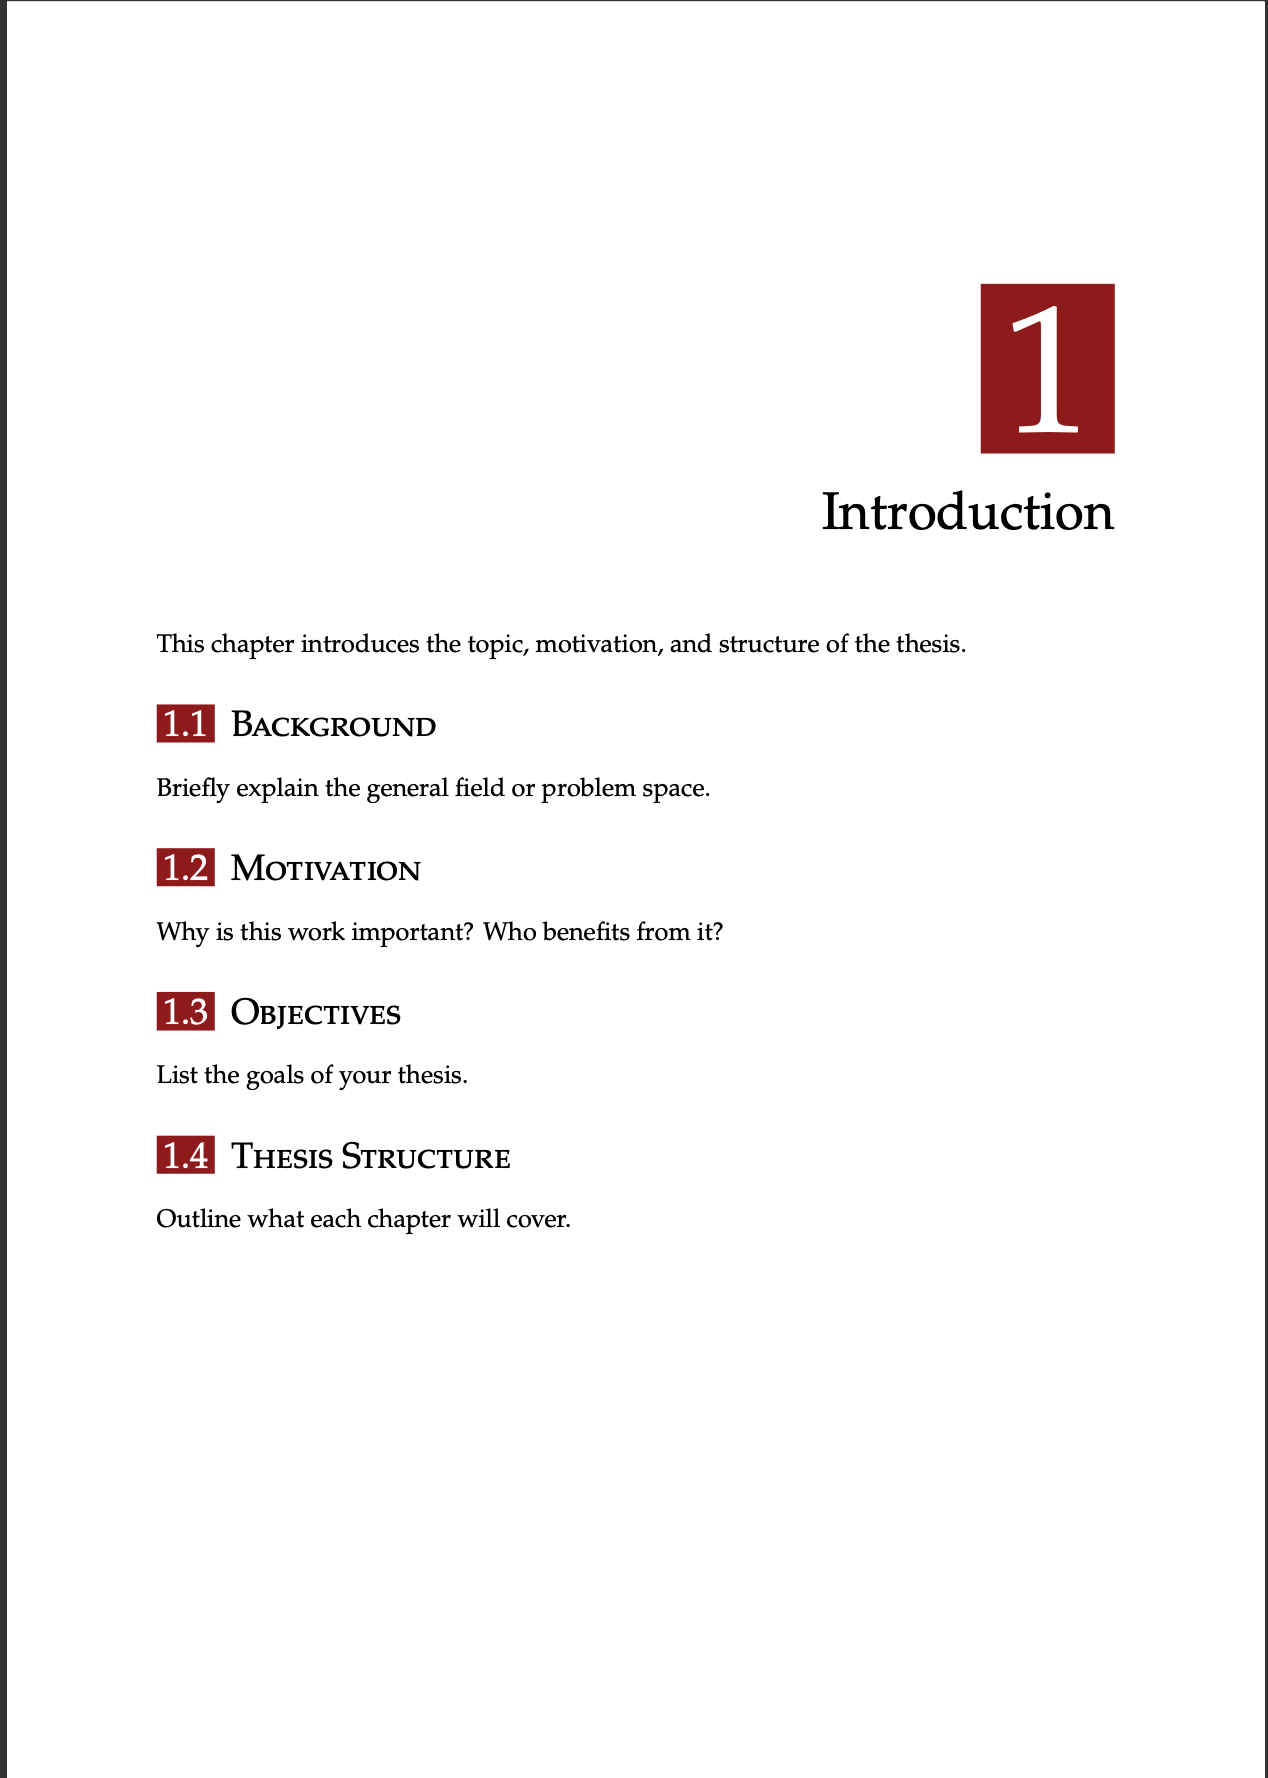 1
Introduction
This chapter introduces the topic, motivation, and structure of the thesis.
1.1 Background
Briefly explain the general field or problem space.
1.2 Motivation
Why is this work important? Who benefits from it?
1.3 Objectives
List the goals of your thesis.
1.4 Thesis Structure
Outline what each chapter will cover.